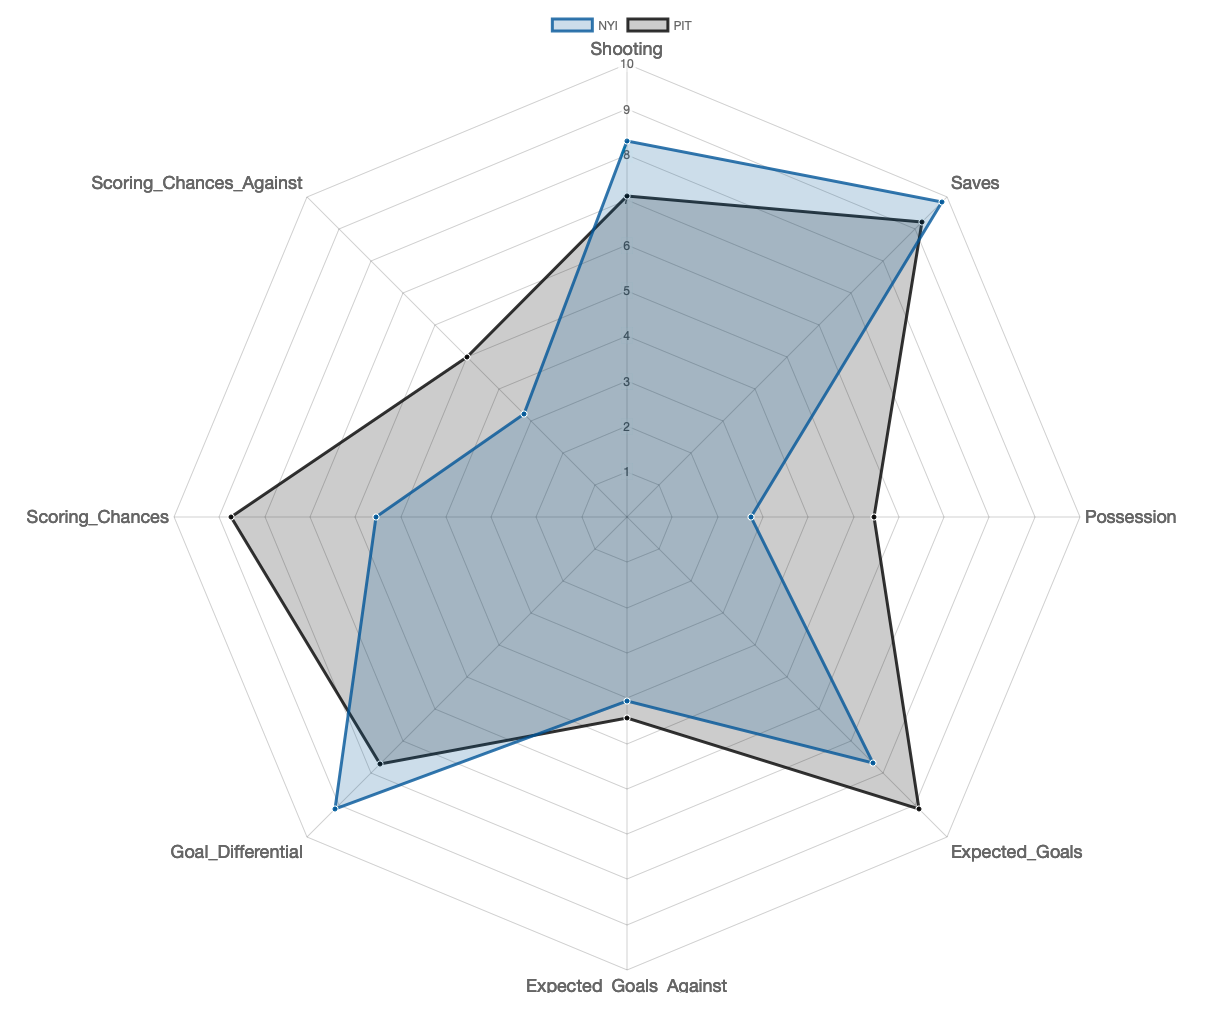 NYI PIT
Shooting
10
9
8
7
6
5
4
3
2
1
Saves
Possession
Expected_Goals
Expected_Goals_Against
Goal_Differential
Scoring_Chances
Scoring_Chances_Against